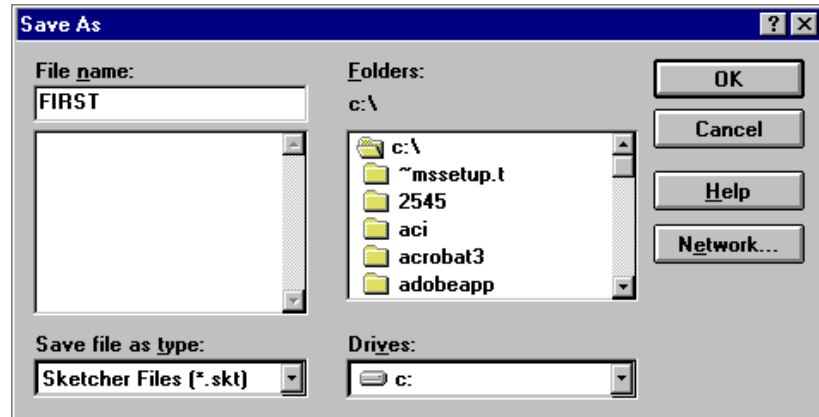 Save As
File name:
FIRST
Folders:
c:\
c:\
~mssetup.t
2545
aci
acrobat3
adobeapp
OK
Cancel
Help
Network...
Save file as type:
Sketcher Files (*.skt)
Drives:
c: